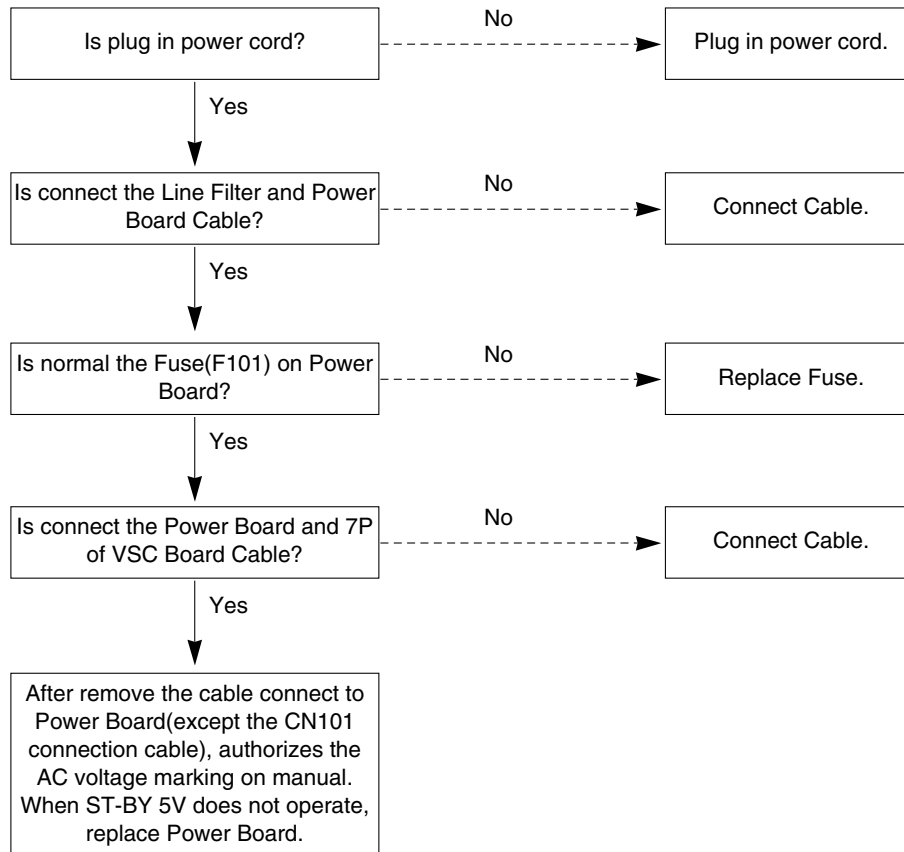 Is plug in power cord?
No
Plug in power cord.
Yes
Is connect the Line Filter and Power
Board Cable?
No
Connect Cable.
Yes
Is normal the Fuse(F101) on Power
Board?
No
Replace Fuse.
Yes
Is connect the Power Board and 7P
of VSC Board Cable?
No
Connect Cable.
Yes
After remove the cable connect to
Power Board(except the CN101
connection cable), authorizes the
AC voltage marking on manual.
When ST-BY 5V does not operate,
replace Power Board.